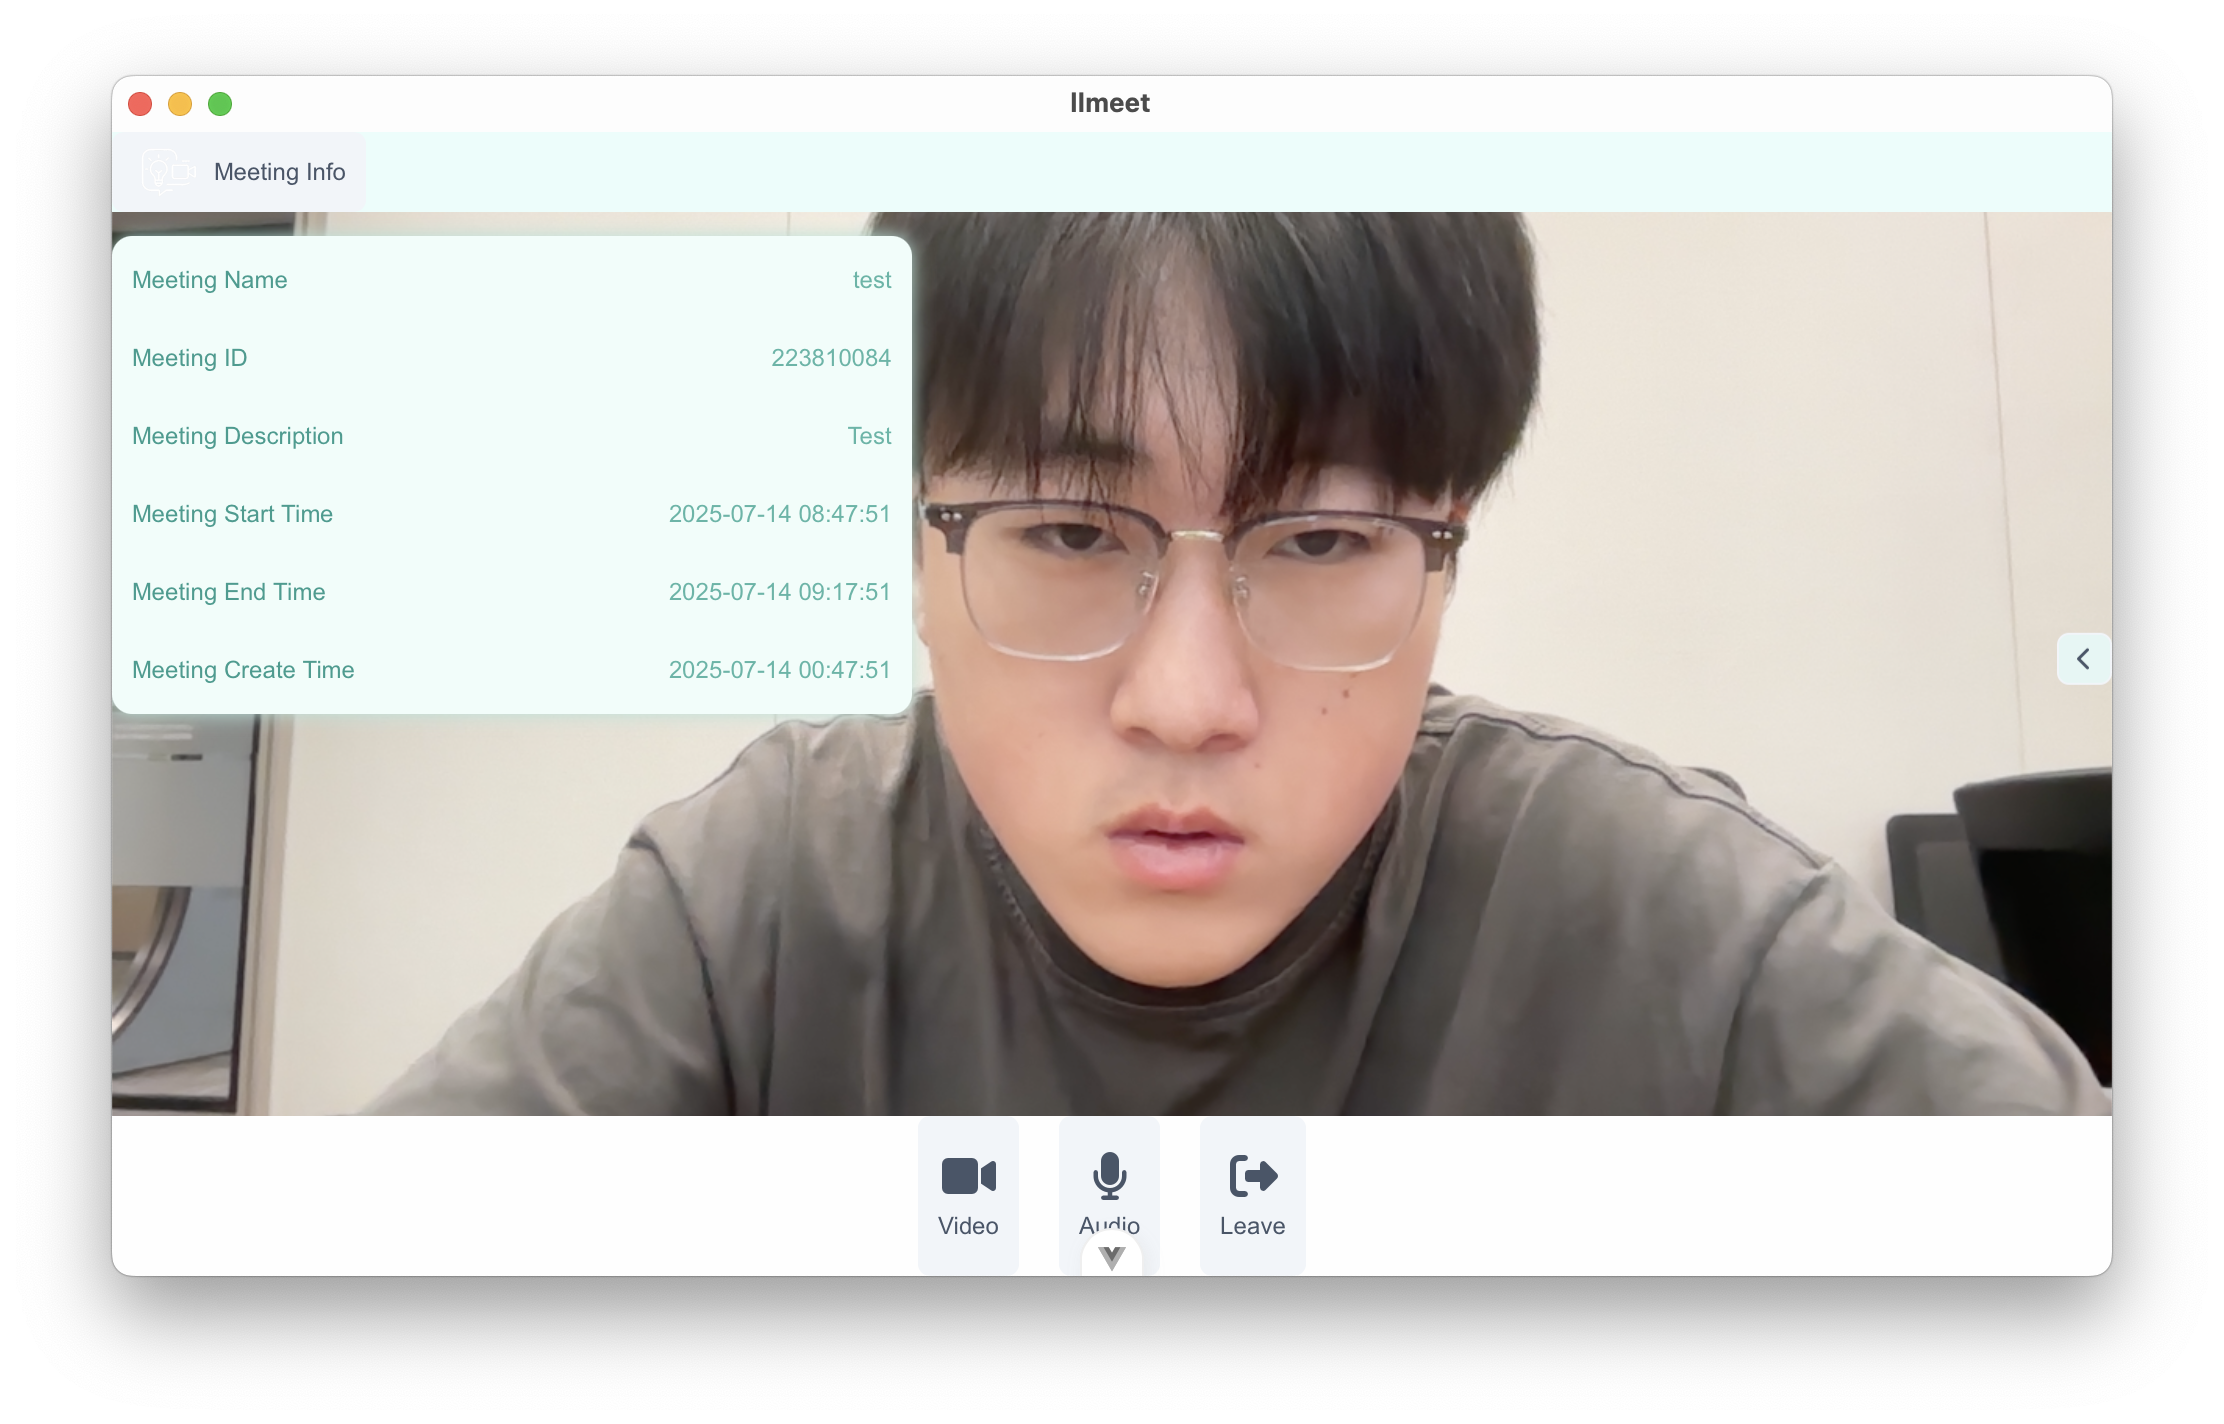 llmeet
Meeting Info
Meeting Name test
Meeting ID 223810084
Meeting Description Test
Meeting Start Time 2025-07-14 08:47:51
Meeting End Time 2025-07-14 09:17:51
Meeting Create Time 2025-07-14 00:47:51
Video Audio Leave